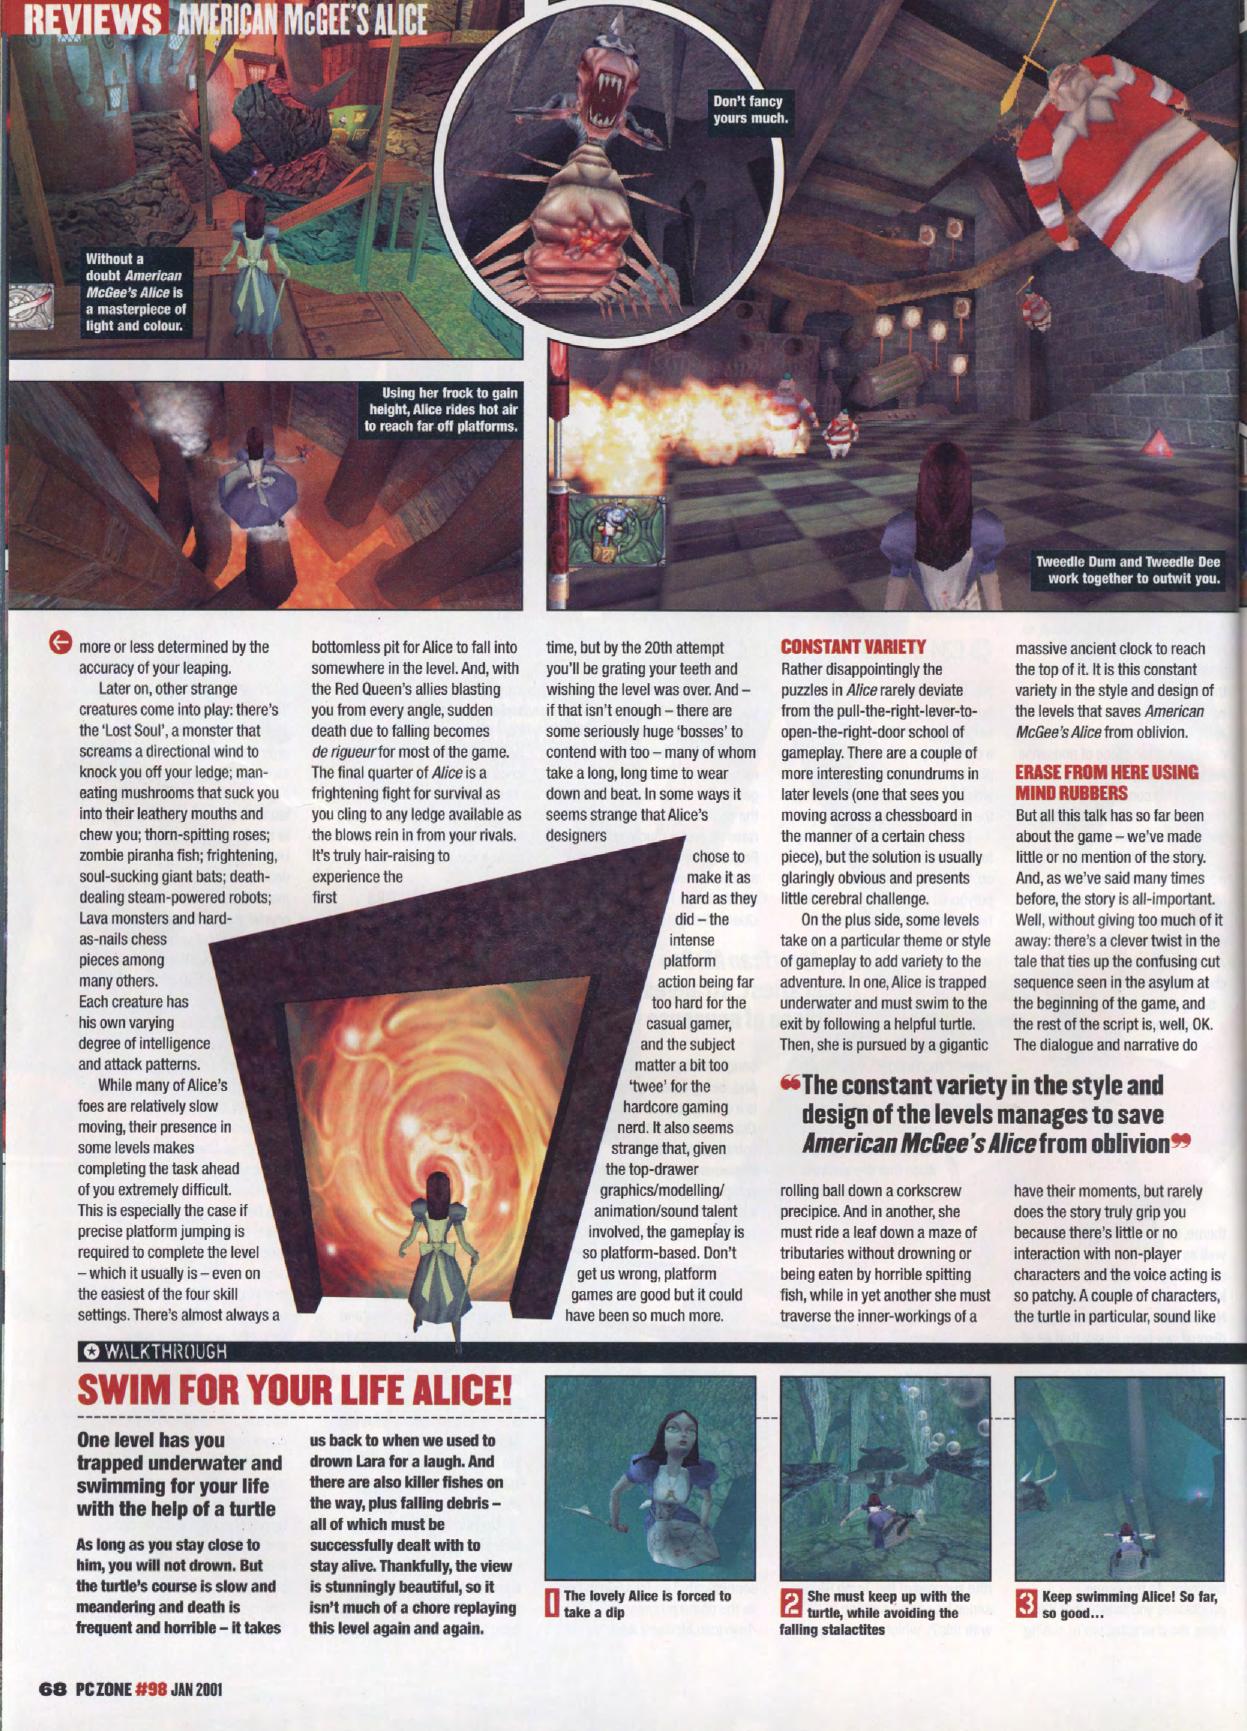 REVIEWS AMERICAN McGEE'S ALICE
Don't fancy
yours much.
Without a
doubt American
McGee's Alice is
a masterpiece of
light and colour.
Using her frock to gain
height, Alice rides hot air
to reach far off platforms.
Tweedle Dum and Tweedle Dee
work together to outwit you.
more or less determined by the
accuracy of your leaping.
Later on, other strange
creatures come into play: there's
the 'Lost Soul', a monster that
screams a directional wind to
knock you off your ledge; man-
eating mushrooms that suck you
into their leathery mouths and
chew you; thorn-spitting roses;
zombie piranha fish; frightening,
soul-sucking giant bats; death-
dealing steam-powered robots;
Lava monsters and hard-
as-nails chess
pieces among
many others.
Each creature has
his own varying
degree of intelligence
and attack patterns.
While many of Alice's
foes are relatively slow
moving, their presence in
some levels makes
completing the task ahead
of you extremely difficult.
This is especially the case if
precise platform jumping is
required to complete the level
– which it usually is – even on
the easiest of the four skill
settings. There's almost always a
bottomless pit for Alice to fall into
somewhere in the level. And, with
the Red Queen's allies blasting
you from every angle, sudden
death due to falling becomes
de rigueur for most of the game.
The final quarter of Alice is a
frightening fight for survival as
you cling to any ledge available as
the blows rein in from your rivals.
It's truly hair-raising to
experience the
first
time, but by the 20th attempt
you'll be grating your teeth and
wishing the level was over. And –
if that isn't enough – there are
some seriously huge 'bosses' to
contend with too – many of whom
take a long, long time to wear
down and beat. In some ways it
seems strange that Alice's
designers
chose to
make it as
hard as they
did – the
intense
platform
action being far
too hard for the
casual gamer,
and the subject
matter a bit too
'twee' for the
hardcore gaming
nerd. It also seems
strange that, given
the top-drawer
graphics/modelling/
animation/sound talent
involved, the gameplay is
so platform-based. Don't
get us wrong, platform
games are good but it could
have been so much more.
CONSTANT VARIETY
Rather disappointingly the
puzzles in Alice rarely deviate
from the pull-the-right-lever-to-
open-the-right-door school of
gameplay. There are a couple of
more interesting conundrums in
later levels (one that sees you
moving across a chessboard in
the manner of a certain chess
piece), but the solution is usually
glaringly obvious and presents
little cerebral challenge.
On the plus side, some levels
take on a particular theme or style
of gameplay to add variety to the
adventure. In one, Alice is trapped
underwater and must swim to the
exit by following a helpful turtle.
Then, she is pursued by a gigantic
rolling ball down a corkscrew
precipice. And in another, she
must ride a leaf down a maze of
tributaries without drowning or
being eaten by horrible spitting
fish, while in yet another she must
traverse the inner-workings of a
massive ancient clock to reach
the top of it. It is this constant
variety in the style and design of
the levels that saves American
McGee's Alice from oblivion.
ERASE FROM HERE USING
MIND RUBBERS
But all this talk has so far been
about the game – we've made
little or no mention of the story.
And, as we've said many times
before, the story is all-important.
Well, without giving too much of it
away: there's a clever twist in the
tale that ties up the confusing cut
sequence seen in the asylum at
the beginning of the game, and
the rest of the script is, well, OK.
The dialogue and narrative do
have their moments, but rarely
does the story truly grip you
because there's little or no
interaction with non-player
characters and the voice acting is
so patchy. A couple of characters,
the turtle in particular, sound like
“The constant variety in the style and
design of the levels manages to save
American McGee's Alice from oblivion”
WALKTHROUGH
SWIM FOR YOUR LIFE ALICE!
One level has you
trapped underwater and
swimming for your life
with the help of a turtle
As long as you stay close to
him, you will not drown. But
the turtle's course is slow and
meandering and death is
frequent and horrible – it takes
us back to when we used to
drown Lara for a laugh. And
there are also killer fishes on
the way, plus falling debris –
all of which must be
successfully dealt with to
stay alive. Thankfully, the view
is stunningly beautiful, so it
isn't much of a chore replaying
this level again and again.
1 The lovely Alice is forced to
take a dip
2 She must keep up with the
turtle, while avoiding the
falling stalactites
3 Keep swimming Alice! So far,
so good...
68 PCZONE #98 JAN 2001